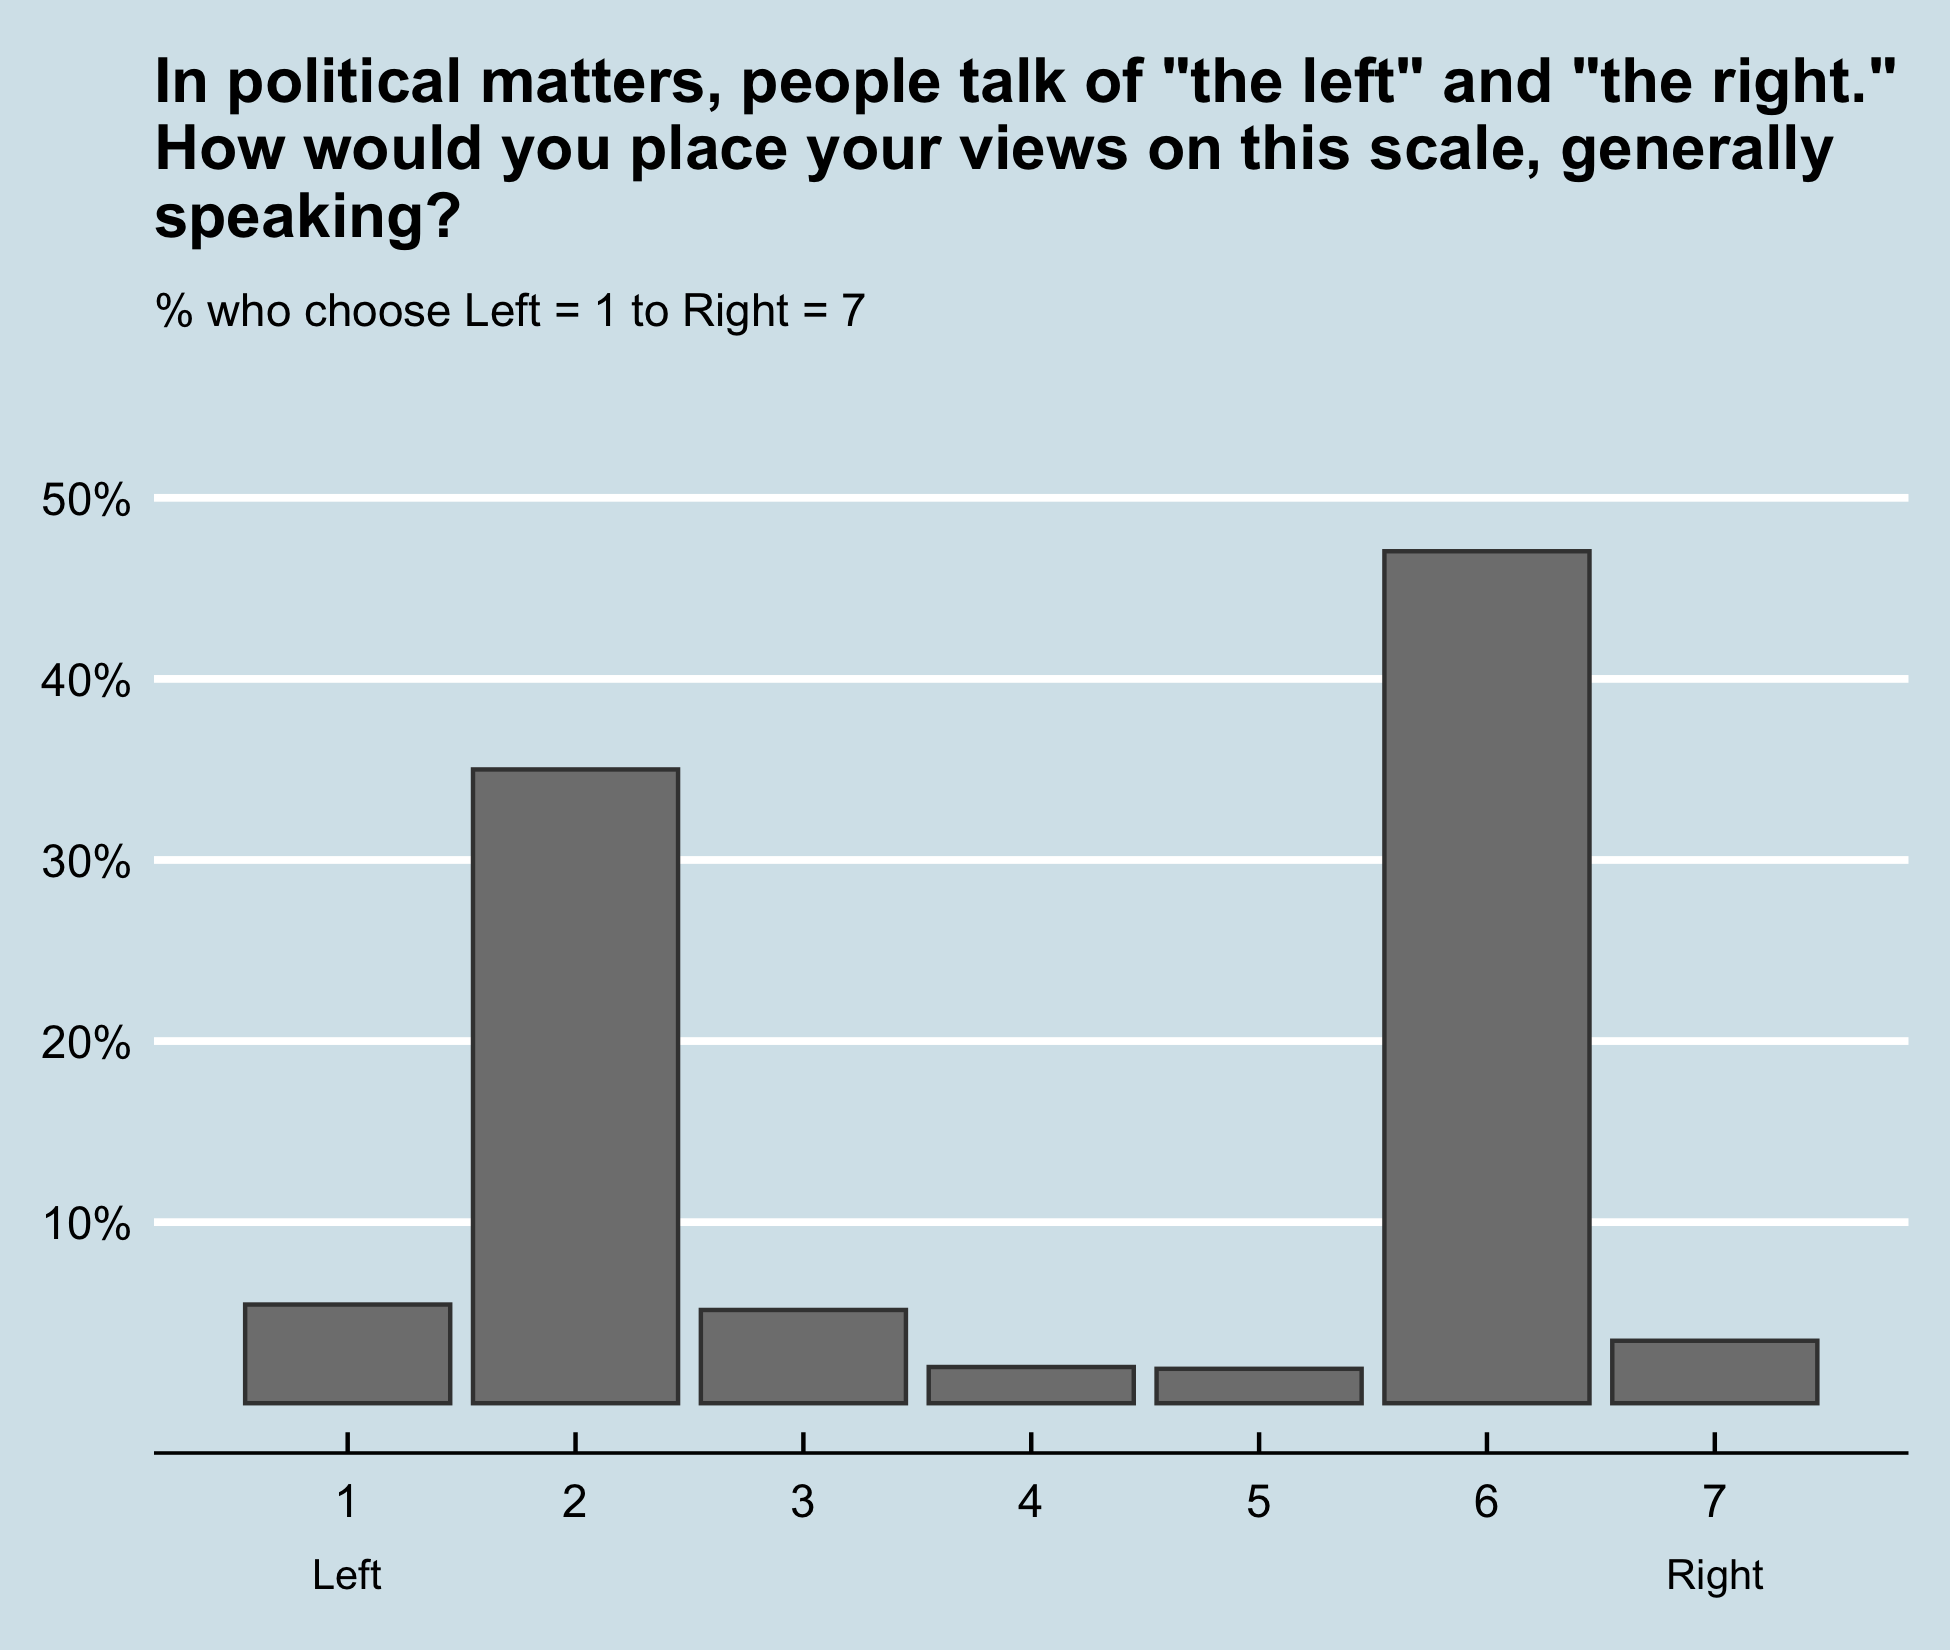 In political matters, people talk of "the left" and "the right."
How would you place your views on this scale, generally
speaking?
% who choose Left = 1 to Right = 7
50%
40%
30%
20%
10%
1 2 3 4 5 6 7
Left Right